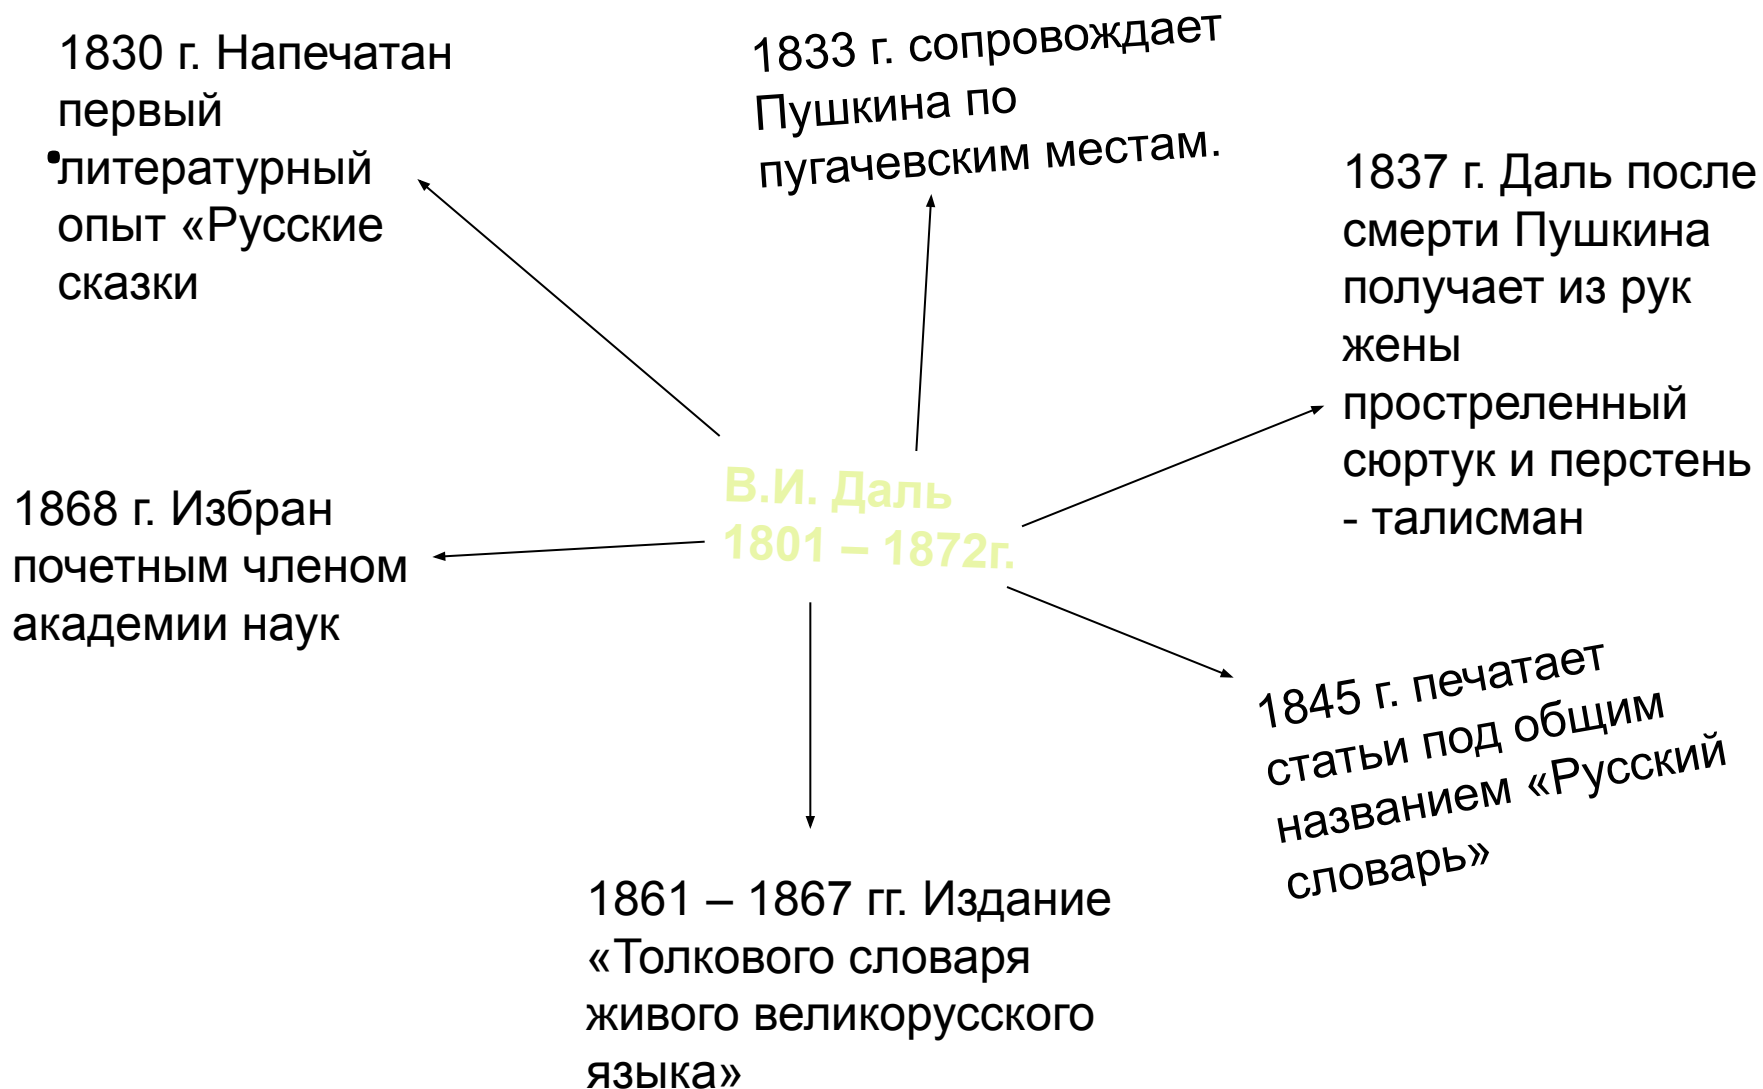 1830 г. Напечатан
первый
литературный
опыт «Русские
сказки
1833 г. сопровождает
Пушкина по
пугачевским местам.
1837 г. Даль после
смерти Пушкина
получает из рук
жены
простреленный
сюртук и перстень
- талисман
В.И. Даль
1801 – 1872г.
1868 г. Избран
почетным членом
академии наук
1845 г. печатает
статьи под общим
названием «Русский
словарь»
1861 – 1867 гг. Издание
«Толкового словаря
живого великорусского
языка»